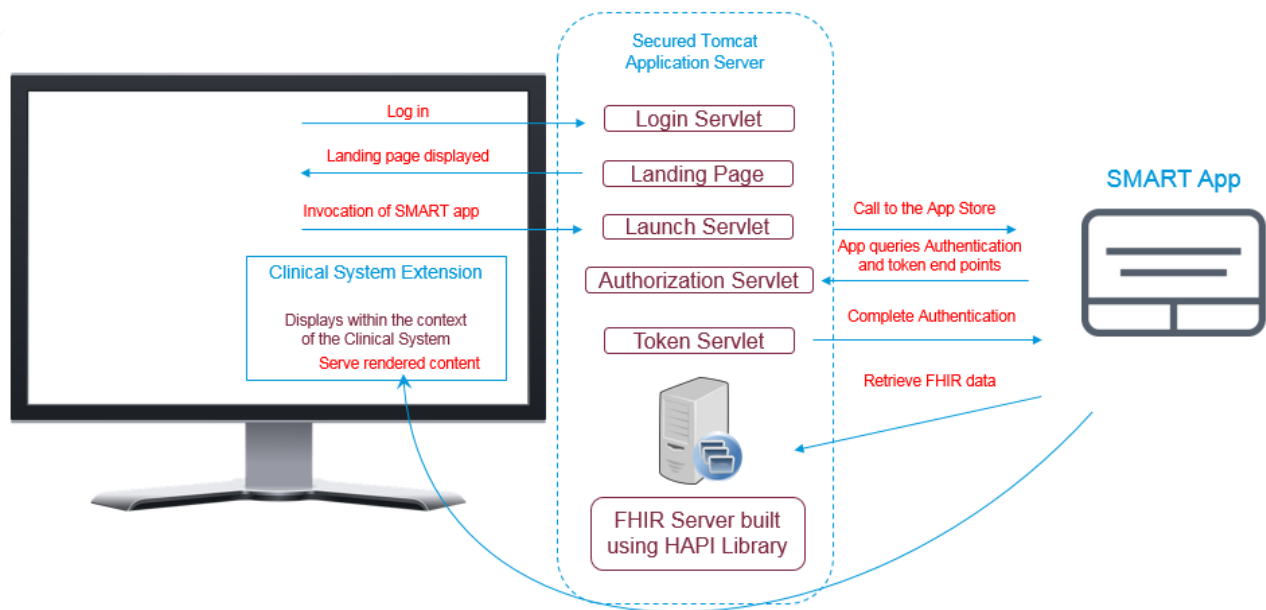 Secured Tomcat
Application Server
Log in
Login Servlet
Landing page displayed
Landing Page
SMART App
Invocation of SMART app
Launch Servlet
Call to the App Store
App queries Authentication
and token end points
Clinical System Extension
Authorization Servlet
Displays within the context
of the Clinical System
Serve rendered content
Token Servlet
Complete Authentication
Retrieve FHIR data
FHIR Server built
using HAPI Library